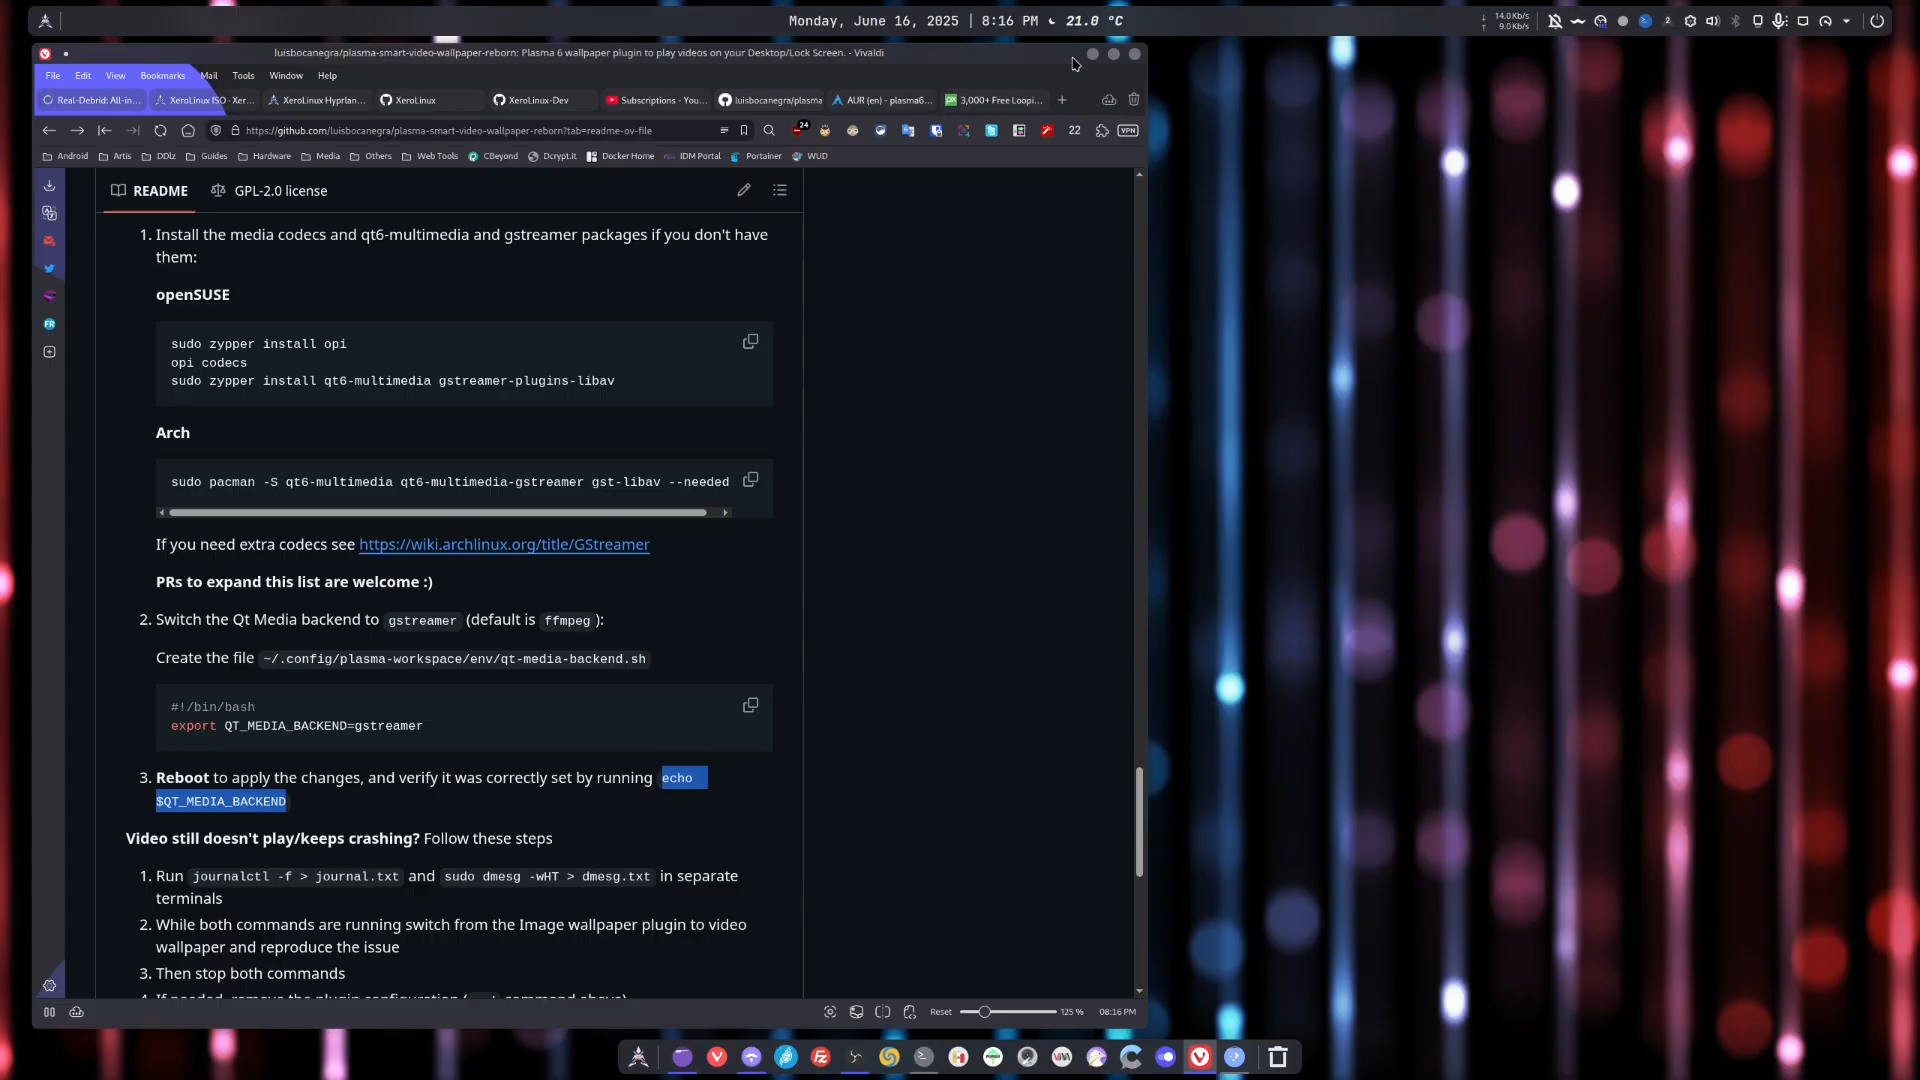 Monday, June 16, 2025 | 8:16 PM 21.0 °C
14.0 Kb/s
9.0 Kb/s
2
luisbocanegra/plasma-smart-video-wallpaper-reborn: Plasma 6 wallpaper plugin to play videos on your Desktop/Lock Screen. - Vivaldi
File Edit View Bookmarks Mail Tools Window Help
Real-Debrid: All-in... XeroLinux ISO - Xer... XeroLinux Hyprlan... XeroLinux XeroLinux-Dev Subscriptions - You... luisbocanegra/plasma AUR (en) - plasma6... 3,000+ Free Loopi...
https://github.com/luisbocanegra/plasma-smart-video-wallpaper-reborn?tab=readme-ov-file 24 22 VPN
Android Artis DDlz Guides Hardware Media Others Web Tools CBeyond Dcrypt.it Docker Home IDM Portal Portainer WUD
README GPL-2.0 license
1. Install the media codecs and qt6-multimedia and gstreamer packages if you don't have
them:
openSUSE
sudo zypper install opi
opi codecs
sudo zypper install qt6-multimedia gstreamer-plugins-libav
Arch
sudo pacman -S qt6-multimedia qt6-multimedia-gstreamer gst-libav --needed
If you need extra codecs see https://wiki.archlinux.org/title/GStreamer
PRs to expand this list are welcome :)
2. Switch the Qt Media backend to gstreamer (default is ffmpeg ):
Create the file ~/.config/plasma-workspace/env/qt-media-backend.sh
#!/bin/bash
export QT_MEDIA_BACKEND=gstreamer
3. Reboot to apply the changes, and verify it was correctly set by running echo
$QT_MEDIA_BACKEND
Video still doesn't play/keeps crashing? Follow these steps
1. Run journalctl -f > journal.txt and sudo dmesg -wHT > dmesg.txt in separate
terminals
2. While both commands are running switch from the Image wallpaper plugin to video
wallpaper and reproduce the issue
3. Then stop both commands
FR
Reset 125 % 08:16 PM